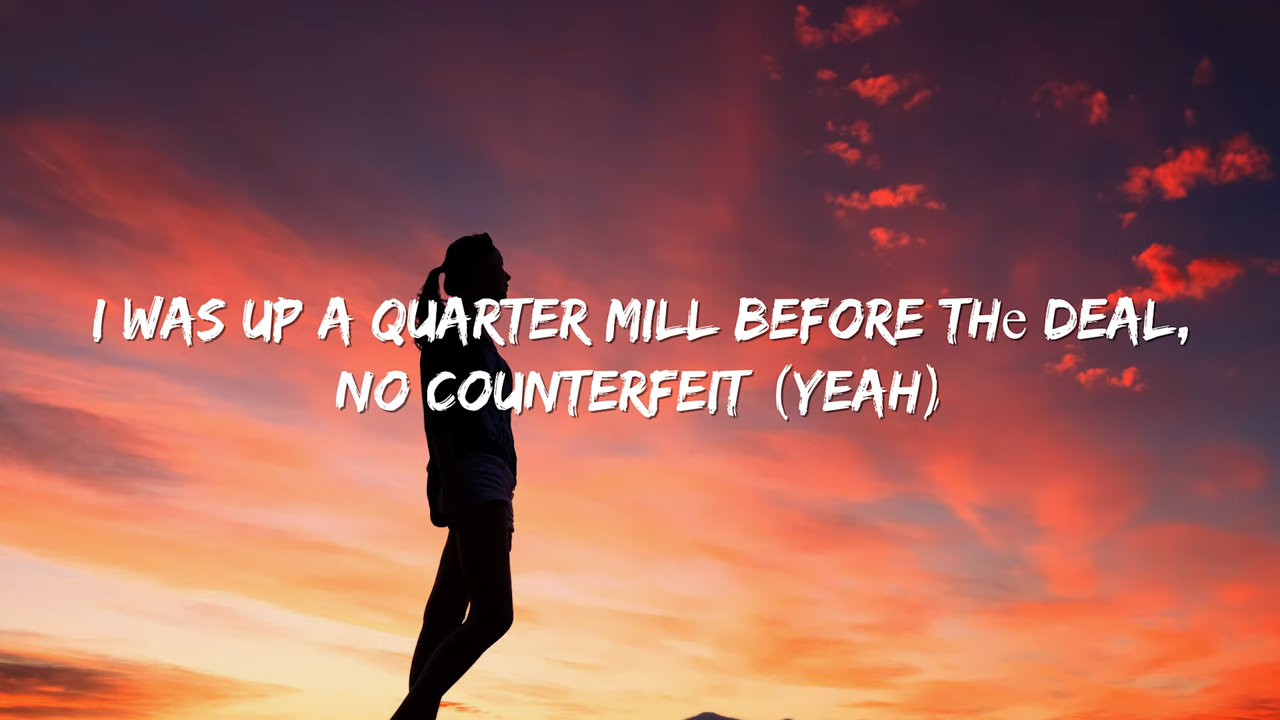 I WAS UP A QUARTER MILL BEFORE THe DEAL,
NO COUNTERFEIT (YEAH)